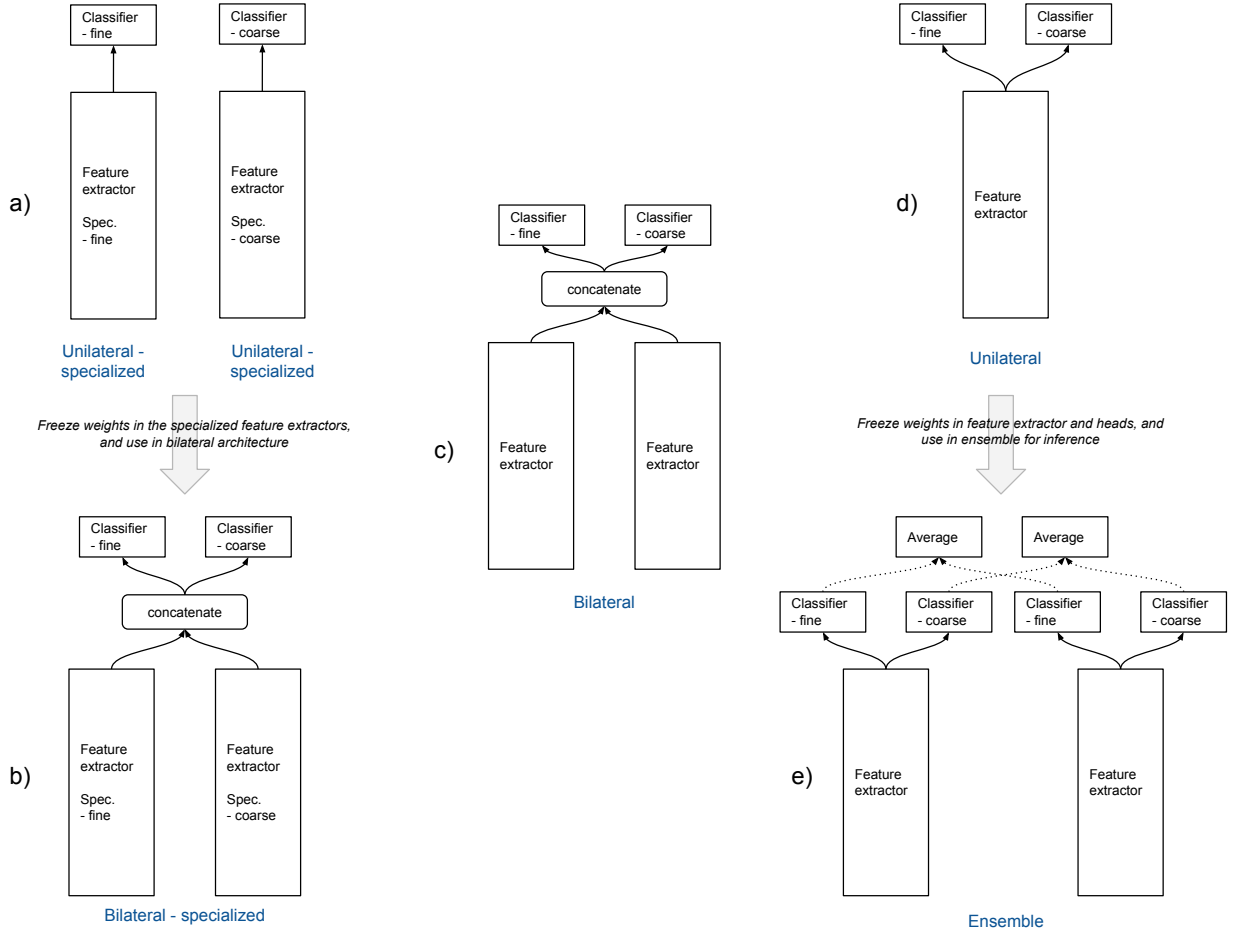 a)
Classifier
- fine
Classifier
- coarse
Feature
extractor
Spec.
- fine
Feature
extractor
Spec.
- coarse
Unilateral -
specialized
Unilateral -
specialized
Freeze weights in the specialized feature extractors,
and use in bilateral architecture
b)
Classifier
- fine
Classifier
- coarse
concatenate
Feature
extractor
Spec.
- fine
Feature
extractor
Spec.
- coarse
Bilateral - specialized
c)
Classifier
- fine
Classifier
- coarse
concatenate
Feature
extractor
Feature
extractor
Bilateral
d)
Classifier
- fine
Classifier
- coarse
Feature
extractor
Unilateral
Freeze weights in feature extractor and heads, and
use in ensemble for inference
e)
Average
Average
Classifier
- fine
Classifier
- coarse
Classifier
- fine
Classifier
- coarse
Feature
extractor
Feature
extractor
Ensemble